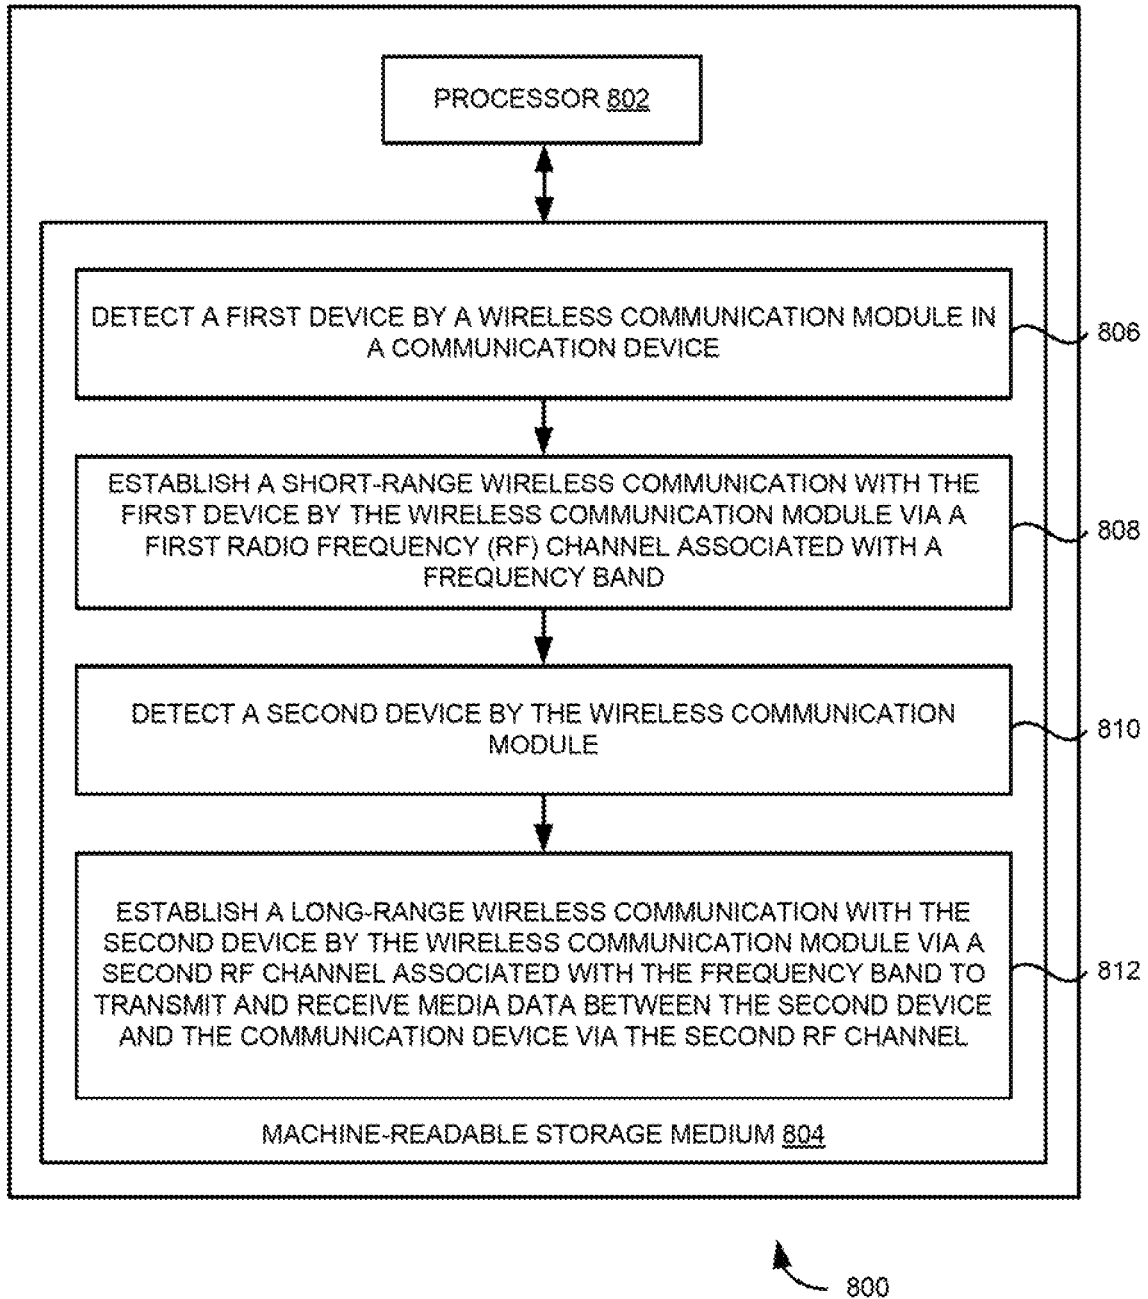 PROCESSOR 802
DETECT A FIRST DEVICE BY A WIRELESS COMMUNICATION MODULE IN
A COMMUNICATION DEVICE
806
ESTABLISH A SHORT-RANGE WIRELESS COMMUNICATION WITH THE
FIRST DEVICE BY THE WIRELESS COMMUNICATION MODULE VIA A
FIRST RADIO FREQUENCY (RF) CHANNEL ASSOCIATED WITH A
FREQUENCY BAND
808
DETECT A SECOND DEVICE BY THE WIRELESS COMMUNICATION
MODULE
810
ESTABLISH A LONG-RANGE WIRELESS COMMUNICATION WITH THE
SECOND DEVICE BY THE WIRELESS COMMUNICATION MODULE VIA A
SECOND RF CHANNEL ASSOCIATED WITH THE FREQUENCY BAND TO
TRANSMIT AND RECEIVE MEDIA DATA BETWEEN THE SECOND DEVICE
AND THE COMMUNICATION DEVICE VIA THE SECOND RF CHANNEL
812
MACHINE-READABLE STORAGE MEDIUM 804
800